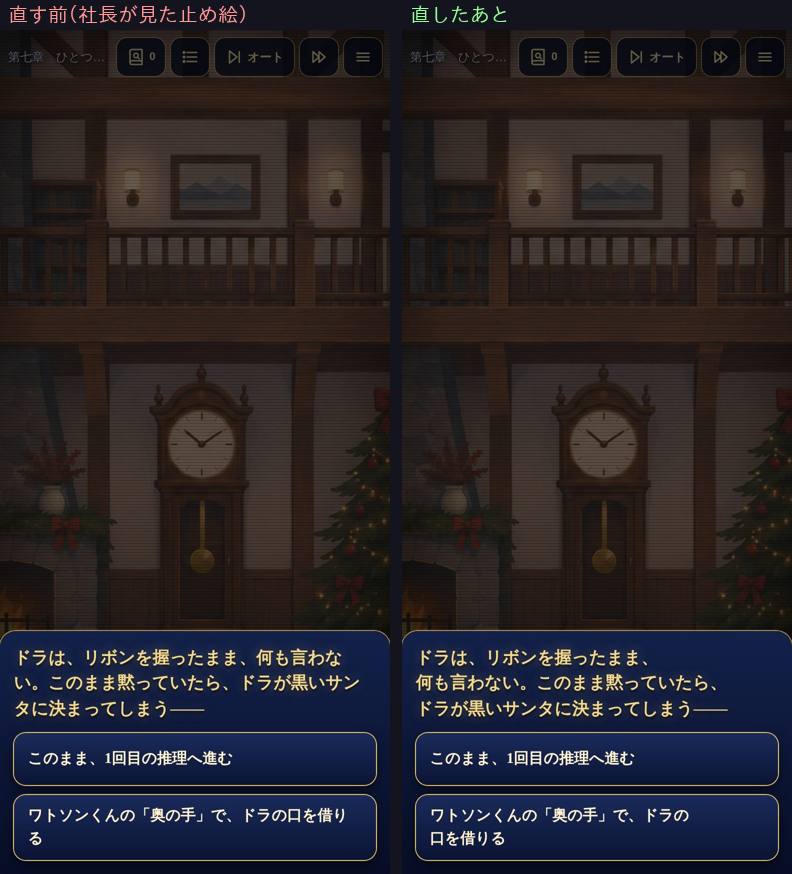 直す前(社長が見た止め絵)
第七章 ひとつ…
0
オート
ドラは、リボンを握ったまま、何も言わな
い。このまま黙っていたら、ドラが黒いサン
タに決まってしまう――
このまま、1回目の推理へ進む
ワトソンくんの「奥の手」で、ドラの口を借り
る
直したあと
第七章 ひとつ…
0
オート
ドラは、リボンを握ったまま、
何も言わない。このまま黙っていたら、
ドラが黒いサンタに決まってしまう――
このまま、1回目の推理へ進む
ワトソンくんの「奥の手」で、ドラの
口を借りる